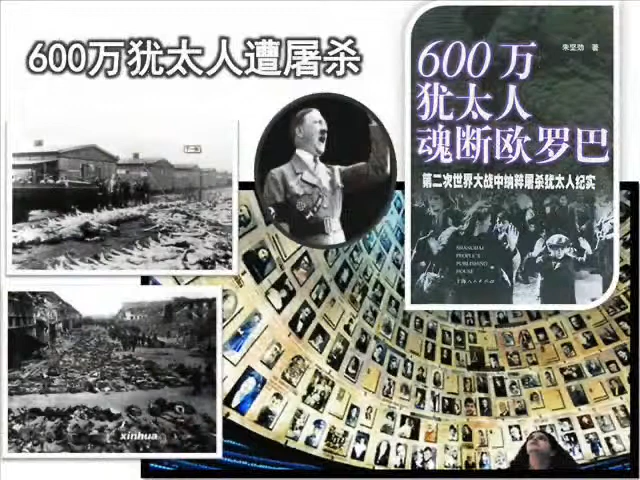 600万犹太人遭屠杀
朱坚劲 著
600万
犹太人
魂断欧罗巴
第二次世界大战中纳粹屠杀犹太人纪实
SHANGHAI
PEOPLE'S
PUBLISHING
HOUSE
上海人民出版社
xinhua